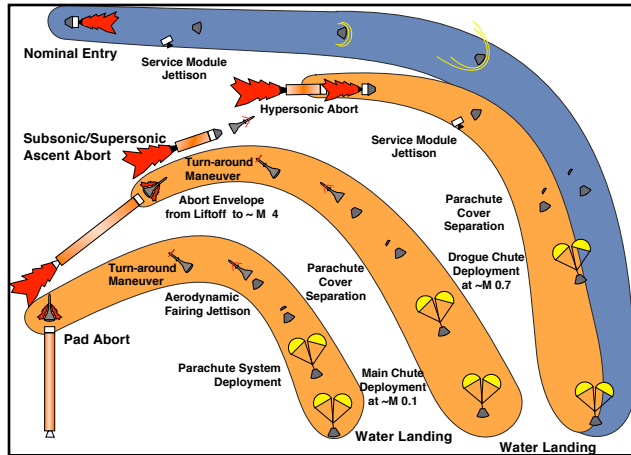 Nominal Entry
Service Module
Jettison
Hypersonic Abort
Subsonic/Supersonic
Ascent Abort
Service Module
Jettison
Turn-around
Maneuver
Abort Envelope
from Liftoff to ~ M 4
Parachute
Cover
Separation
Drogue Chute
Deployment
at ~M 0.7
Turn-around
Maneuver
Aerodynamic
Fairing Jettison
Parachute
Cover
Separation
Pad Abort
Parachute System
Deployment
Main Chute
Deployment
at ~M 0.1
Water Landing
Water Landing